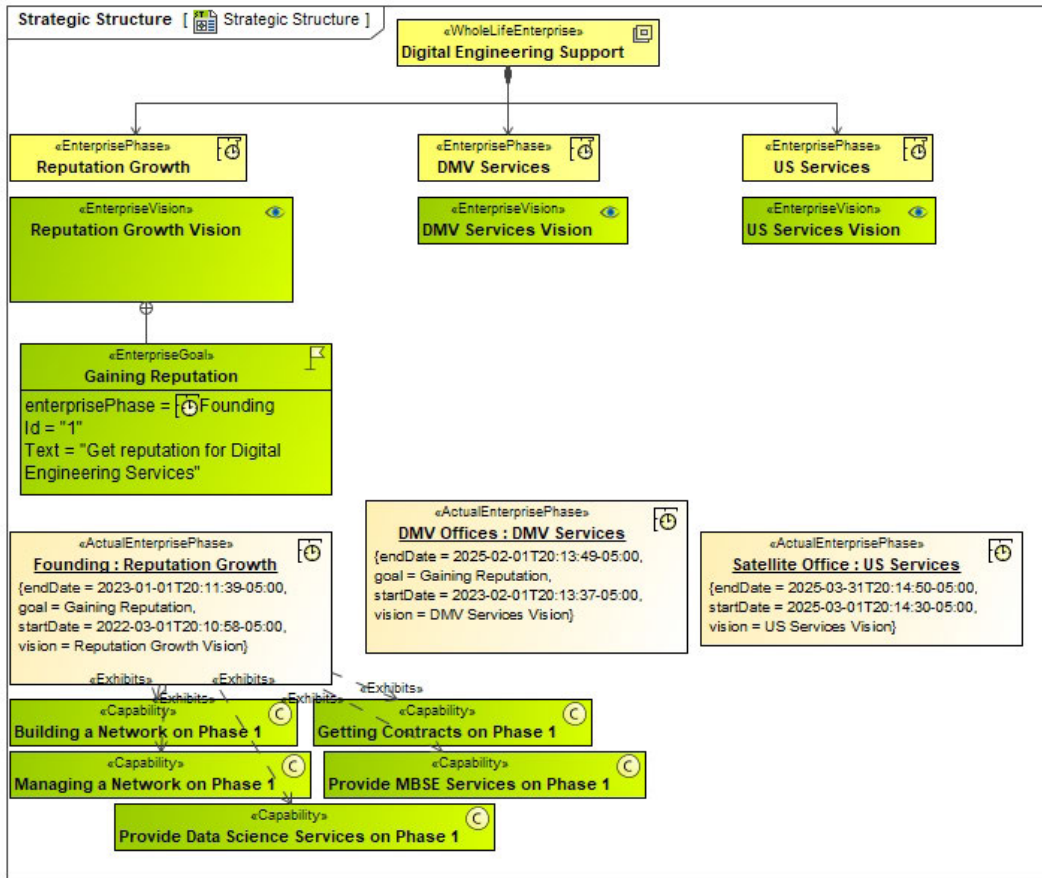 Strategic Structure [ Strategic Structure ]
«WholeLifeEnterprise»
Digital Engineering Support
«EnterprisePhase»
Reputation Growth
«EnterprisePhase»
DMV Services
«EnterprisePhase»
US Services
«EnterpriseVision»
Reputation Growth Vision
«EnterpriseVision»
DMV Services Vision
«EnterpriseVision»
US Services Vision
«EnterpriseGoal»
Gaining Reputation
enterprisePhase = Founding
Id = "1"
Text = "Get reputation for Digital
Engineering Services"
«ActualEnterprisePhase»
Founding : Reputation Growth
{endDate = 2023-01-01T20:11:39-05:00,
goal = Gaining Reputation,
startDate = 2022-03-01T20:10:58-05:00,
vision = Reputation Growth Vision}
«ActualEnterprisePhase»
DMV Offices : DMV Services
{endDate = 2025-02-01T20:13:49-05:00,
goal = Gaining Reputation,
startDate = 2023-02-01T20:13:37-05:00,
vision = DMV Services Vision}
«ActualEnterprisePhase»
Satellite Office : US Services
{endDate = 2025-03-31T20:14:50-05:00,
startDate = 2025-03-01T20:14:30-05:00,
vision = US Services Vision}
«Exhibits»
«Exhibits»
«Exhibits»
«Exhibits»
«Exhibits»
«Capability»
Building a Network on Phase 1
C
«Capability»
Getting Contracts on Phase 1
C
«Capability»
Managing a Network on Phase 1
C
«Capability»
Provide MBSE Services on Phase 1
C
«Capability»
Provide Data Science Services on Phase 1
C